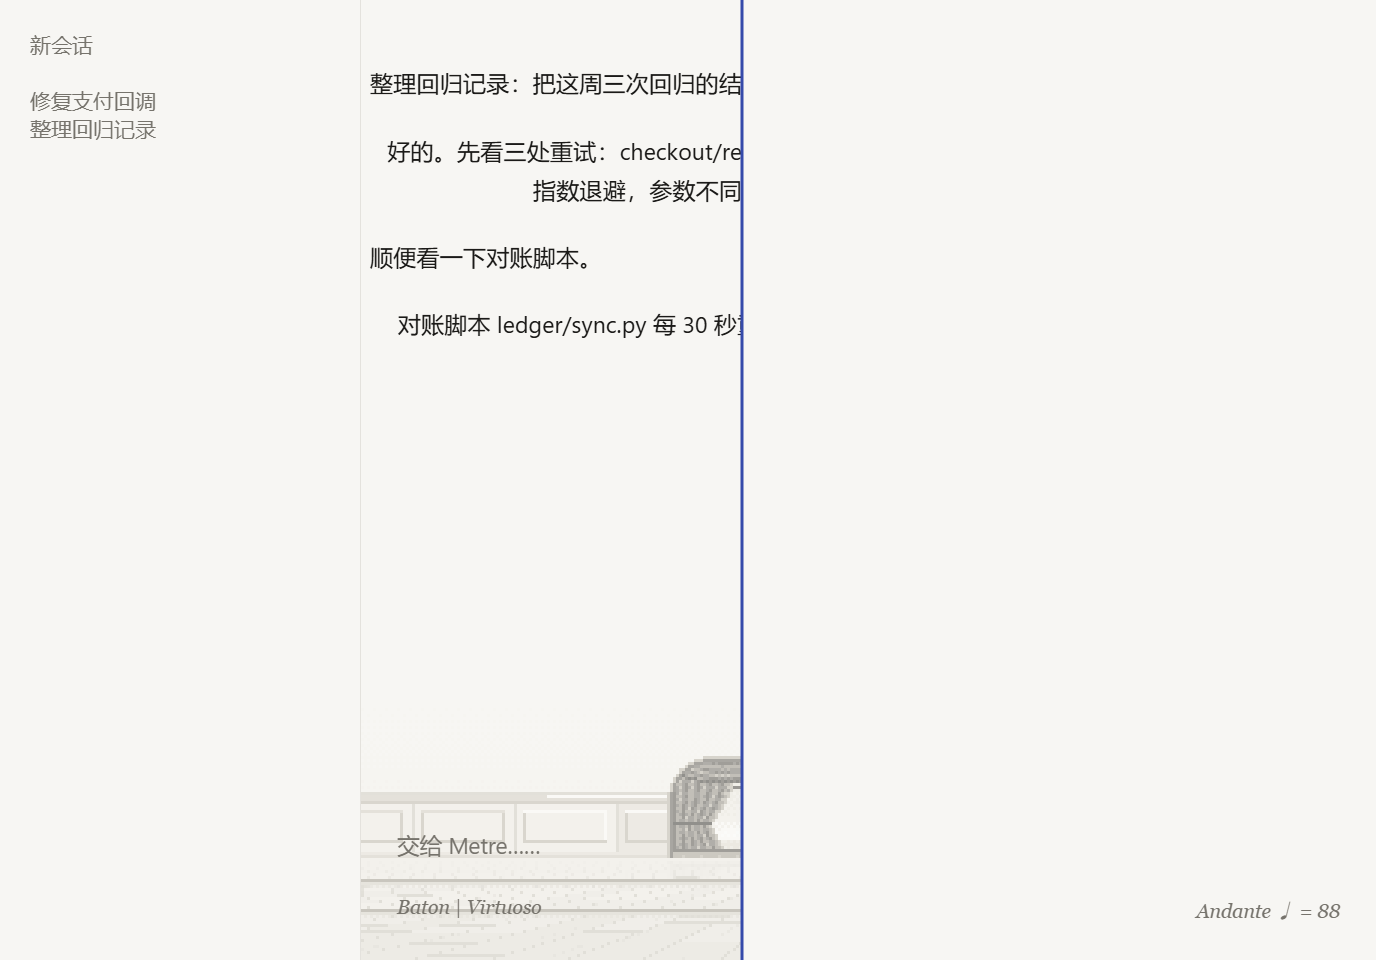 新会话
修复支付回调
整理回归记录
整理回归记录：把这周三次回归的结
好的。先看三处重试：checkout/re
指数退避，参数不同
顺便看一下对账脚本。
对账脚本 ledger/sync.py 每 30 秒
交给 Metre……
Baton | Virtuoso
Andante ♩ = 88